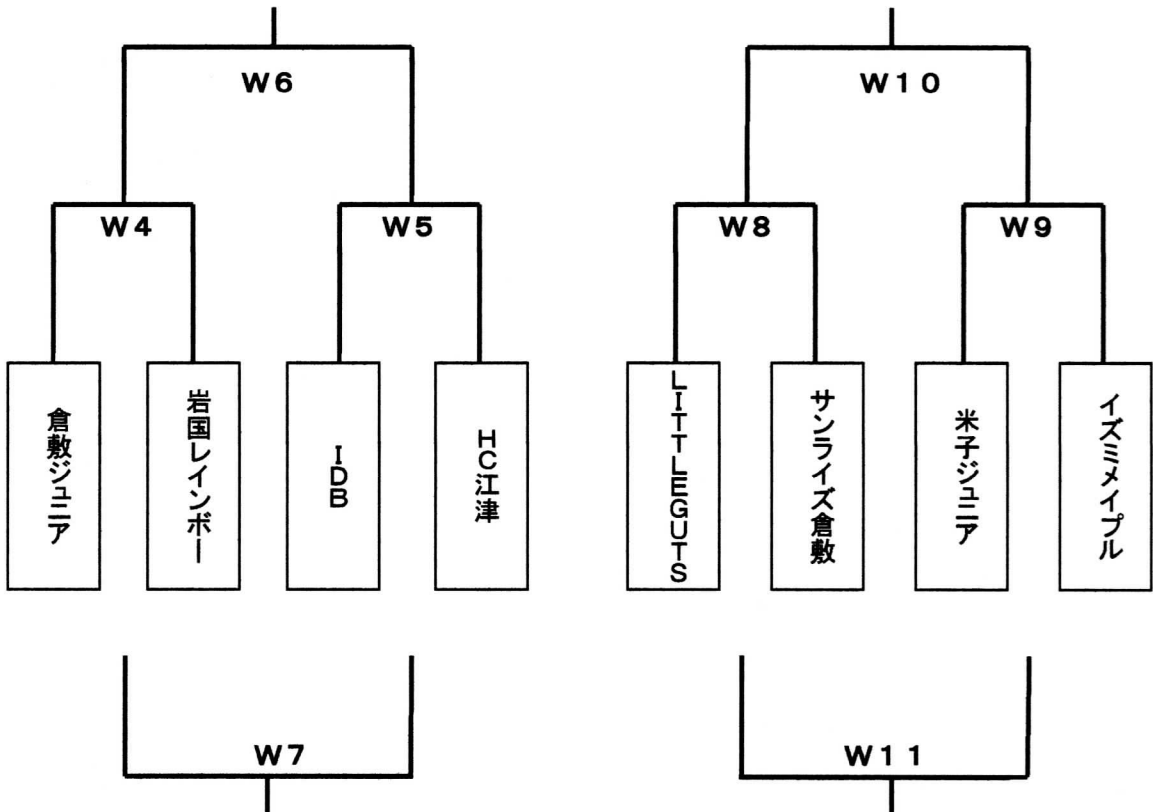 W6
W10
W4
W5
W8
W9
倉敷ジュニア
岩国レインボー
IDB
HC江津
LITTLEGUTS
サンライズ倉敷
米子ジュニア
イズミメイプル
W7
W11